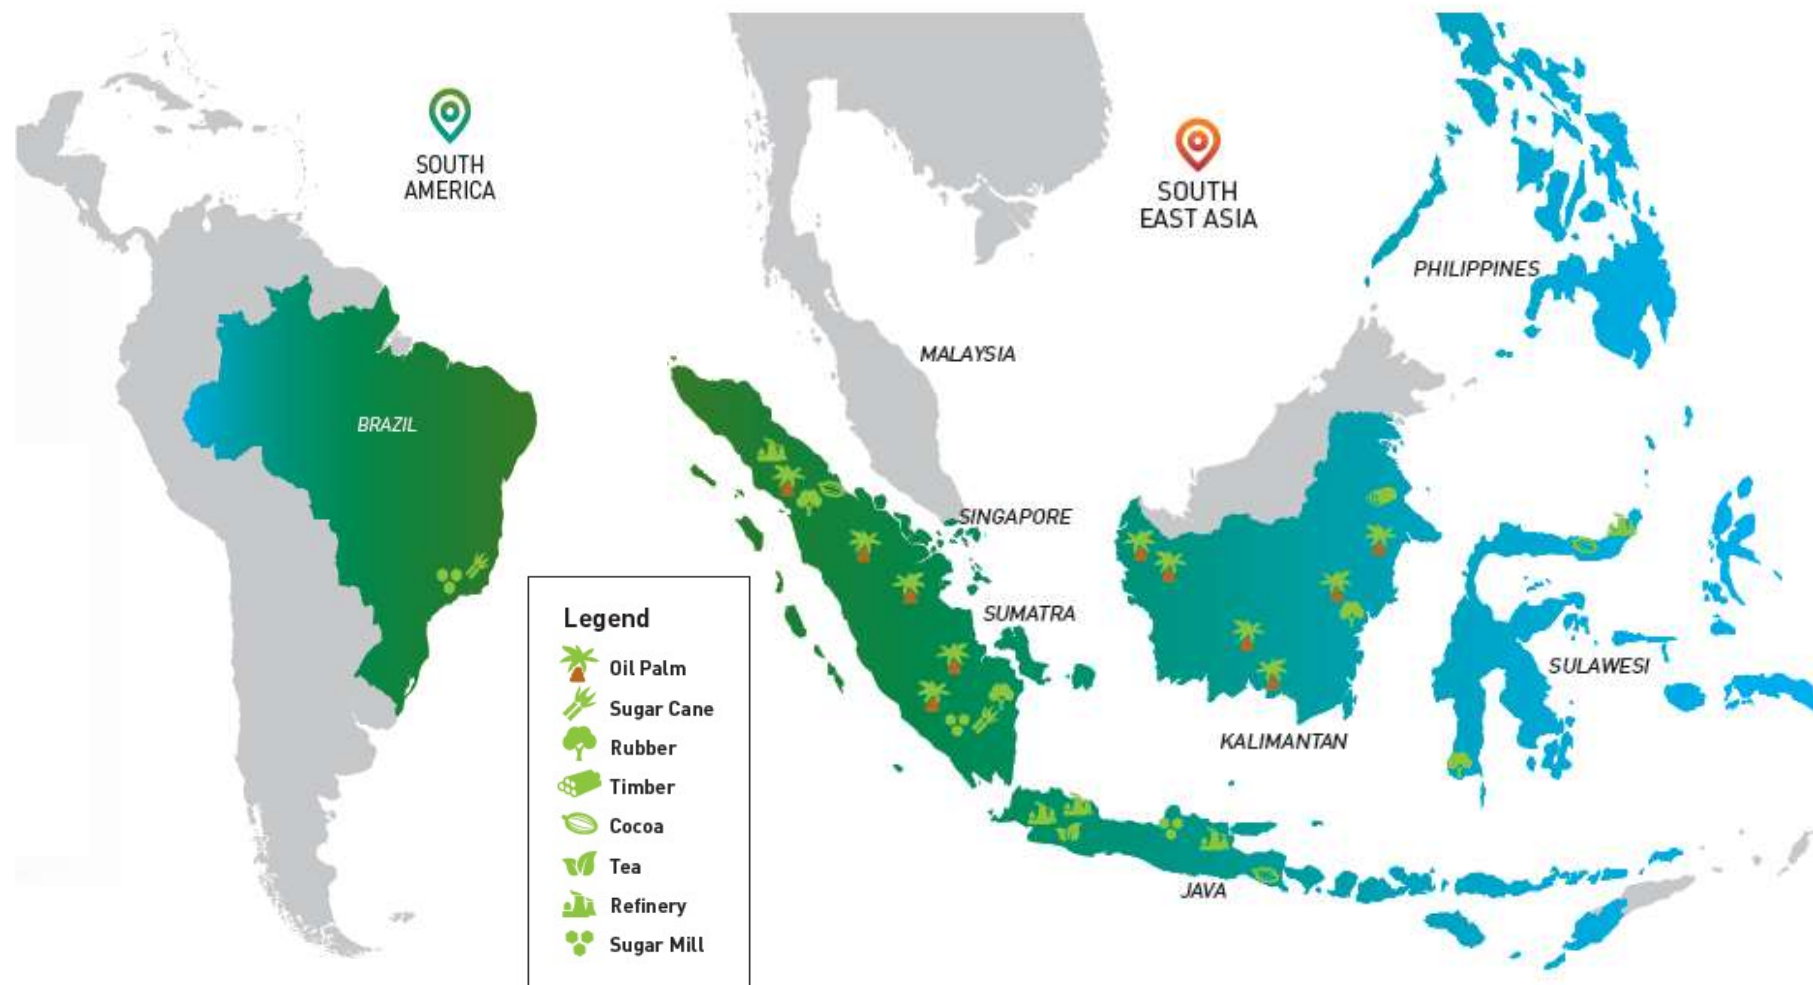 SOUTH
AMERICA
SOUTH
EAST ASIA
PHILIPPINES
MALAYSIA
BRAZIL
SINGAPORE
SUMATRA
SULAWESI
KALIMANTAN
JAVA
Legend
Oil Palm
Sugar Cane
Rubber
Timber
Cocoa
Tea
Refinery
Sugar Mill